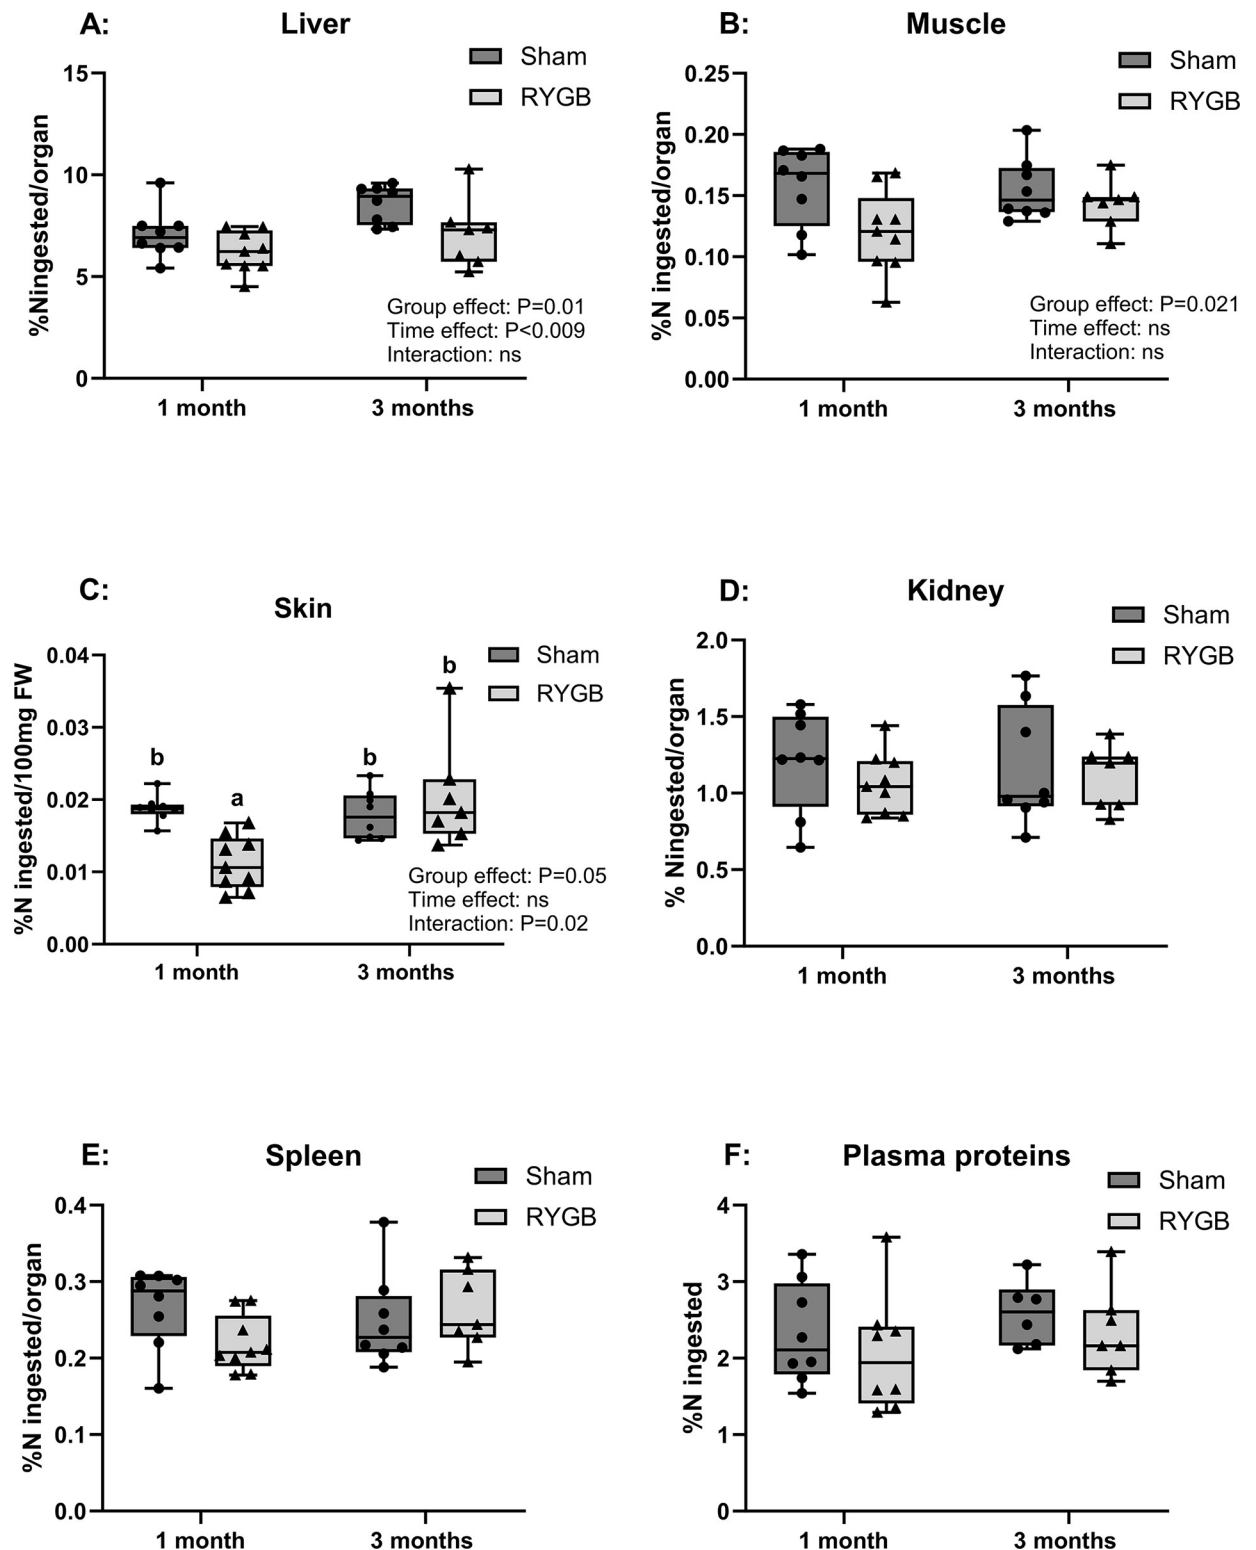 A:
Liver
Sham
RYGB
%Ningested/organ
15
10
5
0
Group effect: P=0.01
Time effect: P<0.009
Interaction: ns
1 month
3 months
B:
Muscle
Sham
RYGB
%N ingested/organ
0.25
0.20
0.15
0.10
0.05
0.00
Group effect: P=0.021
Time effect: ns
Interaction: ns
1 month
3 months
C:
Skin
Sham
RYGB
%N ingested/100mg FW
0.04
0.03
0.02
0.01
0.00
b
a
b
b
Group effect: P=0.05
Time effect: ns
Interaction: P=0.02
1 month
3 months
D:
Kidney
Sham
RYGB
% Ningested/organ
2.0
1.5
1.0
0.5
0.0
1 month
3 months
E:
Spleen
Sham
RYGB
%N ingested/organ
0.4
0.3
0.2
0.1
0.0
1 month
3 months
F:
Plasma proteins
Sham
RYGB
%N ingested
4
3
2
1
0
1 month
3 months